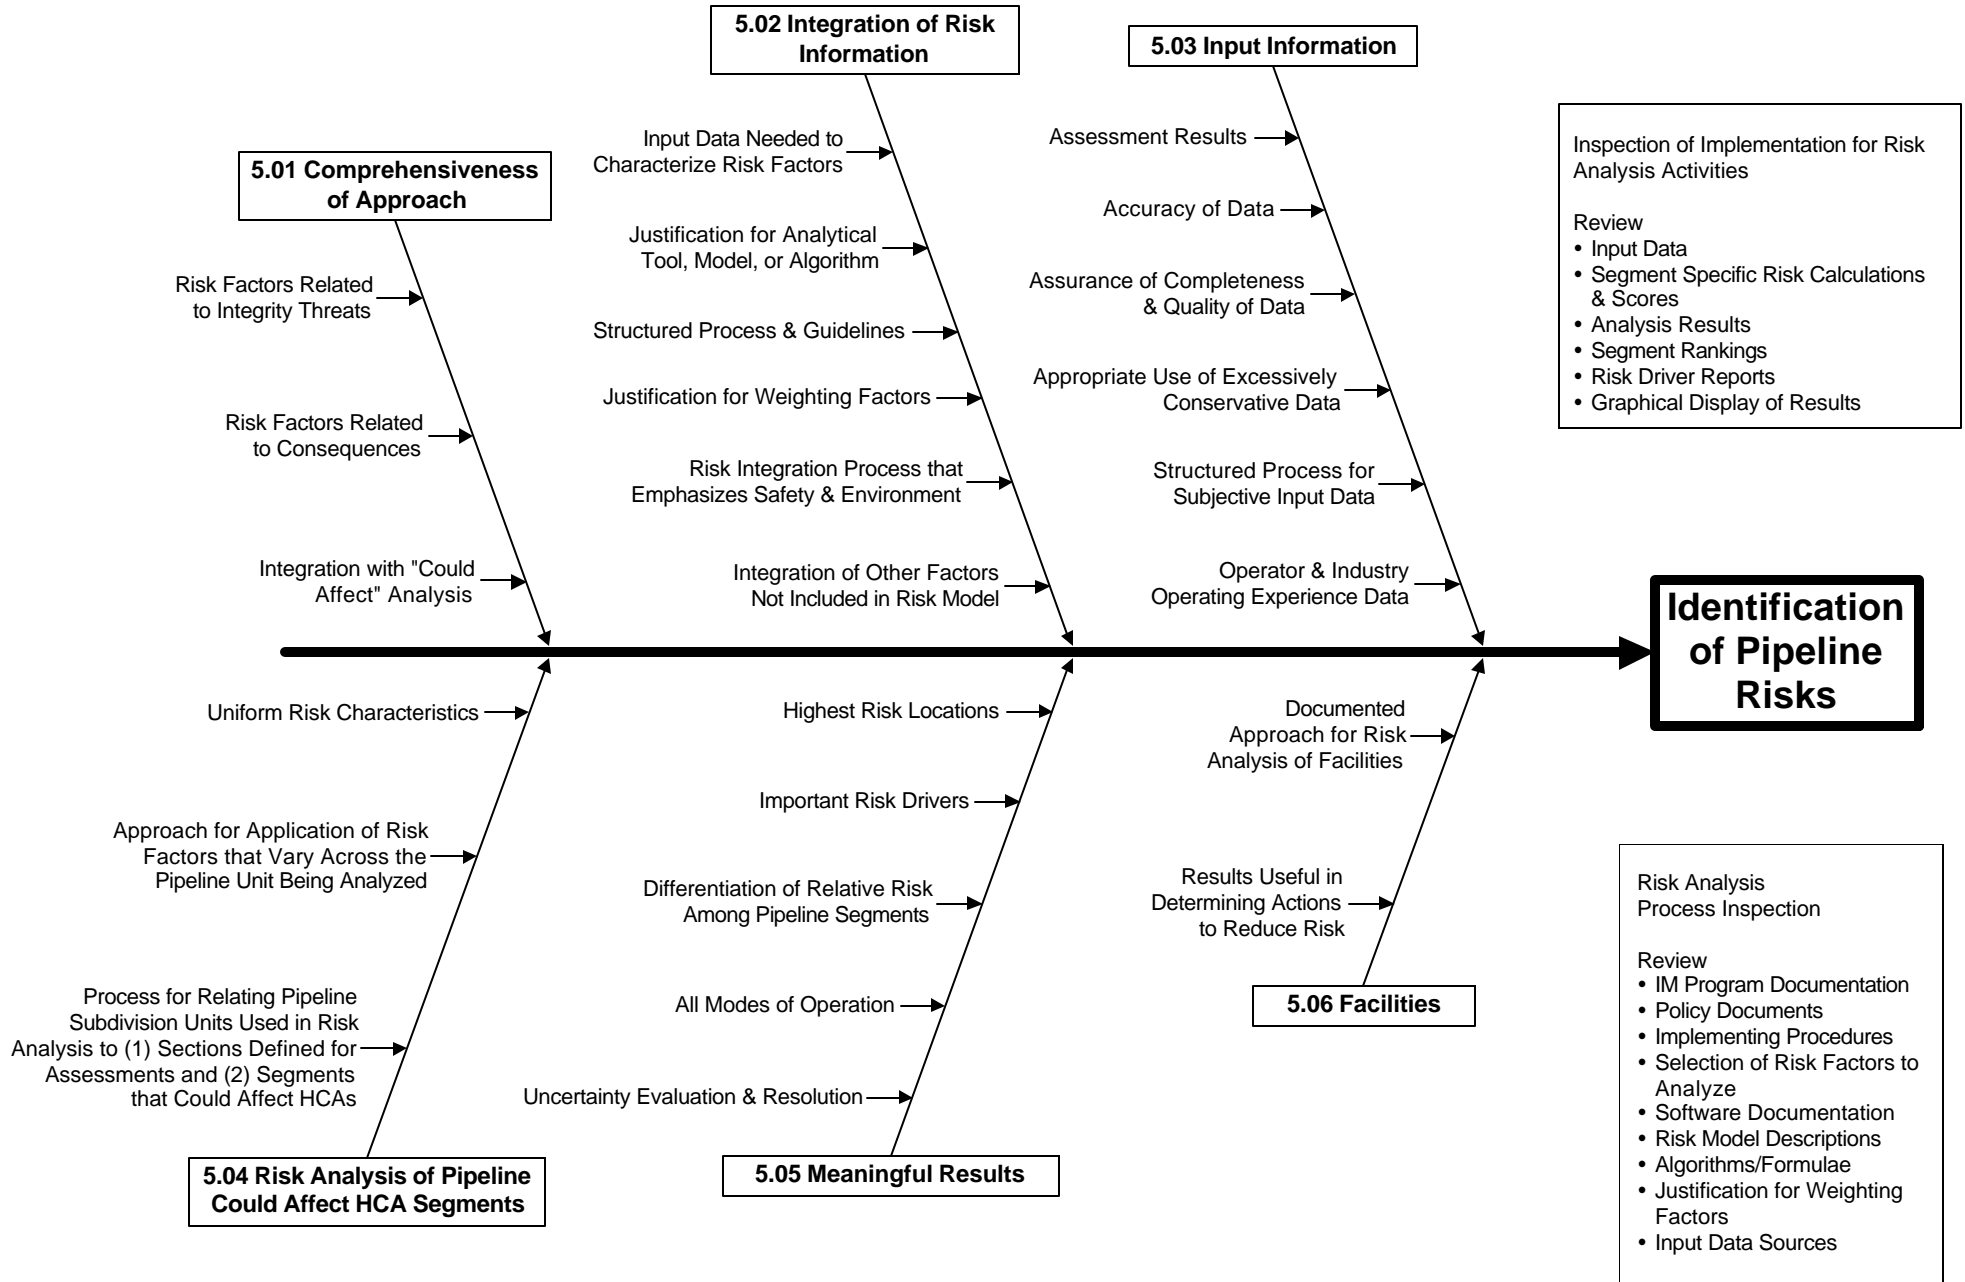 5.02 Integration of Risk
Information
5.03 Input Information
5.01 Comprehensiveness
of Approach
Input Data Needed to
Characterize Risk Factors
Justification for Analytical
Tool, Model, or Algorithm
Structured Process & Guidelines
Justification for Weighting Factors
Risk Integration Process that
Emphasizes Safety & Environment
Integration of Other Factors
Not Included in Risk Model
Assessment Results
Accuracy of Data
Assurance of Completeness
& Quality of Data
Appropriate Use of Excessively
Conservative Data
Structured Process for
Subjective Input Data
Operator & Industry
Operating Experience Data
Risk Factors Related
to Integrity Threats
Risk Factors Related
to Consequences
Integration with "Could
Affect" Analysis
Inspection of Implementation for Risk
Analysis Activities
Review
• Input Data
• Segment Specific Risk Calculations
& Scores
• Analysis Results
• Segment Rankings
• Risk Driver Reports
• Graphical Display of Results
Identification
of Pipeline
Risks
Uniform Risk Characteristics
Approach for Application of Risk
Factors that Vary Across the
Pipeline Unit Being Analyzed
Process for Relating Pipeline
Subdivision Units Used in Risk
Analysis to (1) Sections Defined for
Assessments and (2) Segments
that Could Affect HCAs
5.04 Risk Analysis of Pipeline
Could Affect HCA Segments
Highest Risk Locations
Important Risk Drivers
Differentiation of Relative Risk
Among Pipeline Segments
All Modes of Operation
Uncertainty Evaluation & Resolution
5.05 Meaningful Results
Documented
Approach for Risk
Analysis of Facilities
Results Useful in
Determining Actions
to Reduce Risk
5.06 Facilities
Risk Analysis
Process Inspection
Review
• IM Program Documentation
• Policy Documents
• Implementing Procedures
• Selection of Risk Factors to
Analyze
• Software Documentation
• Risk Model Descriptions
• Algorithms/Formulae
• Justification for Weighting
Factors
• Input Data Sources